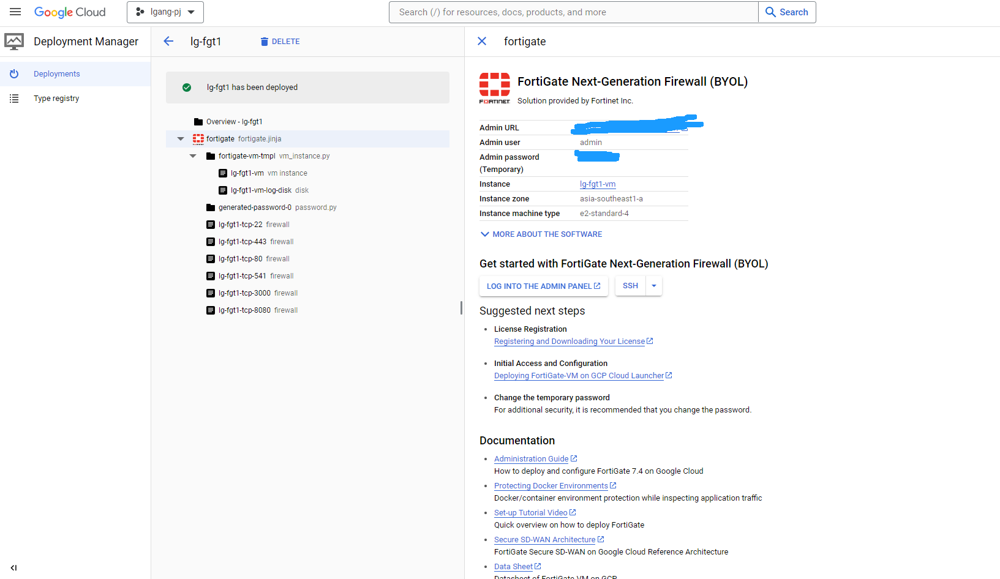 Google Cloud
lgang-pj
Search (/) for resources, docs, products, and more
Search
Deployment Manager
Deployments
Type registry
lg-fgt1
DELETE
lg-fgt1 has been deployed
Overview - lg-fgt1
fortigate fortigate.jinja
fortigate-vm-tmpl vm_instance.py
lg-fgt1-vm vm instance
lg-fgt1-vm-log-disk disk
generated-password-0 password.py
lg-fgt1-tcp-22 firewall
lg-fgt1-tcp-443 firewall
lg-fgt1-tcp-80 firewall
lg-fgt1-tcp-541 firewall
lg-fgt1-tcp-3000 firewall
lg-fgt1-tcp-8080 firewall
fortigate
FORTINET
FortiGate Next-Generation Firewall (BYOL)
Solution provided by Fortinet Inc.
Admin URL
Admin user admin
Admin password
(Temporary)
Instance lg-fgt1-vm
Instance zone asia-southeast1-a
Instance machine type e2-standard-4
MORE ABOUT THE SOFTWARE
Get started with FortiGate Next-Generation Firewall (BYOL)
LOG INTO THE ADMIN PANEL
SSH
Suggested next steps
License Registration
Registering and Downloading Your License
Initial Access and Configuration
Deploying FortiGate-VM on GCP Cloud Launcher
Change the temporary password
For additional security, it is recommended that you change the password.
Documentation
Administration Guide
How to deploy and configure FortiGate 7.4 on Google Cloud
Protecting Docker Environments
Docker/container environment protection while inspecting application traffic
Set-up Tutorial Video
Quick overview on how to deploy FortiGate
Secure SD-WAN Architecture
FortiGate Secure SD-WAN on Google Cloud Reference Architecture
Data Sheet
Datasheet of FortiGate VM on GCP